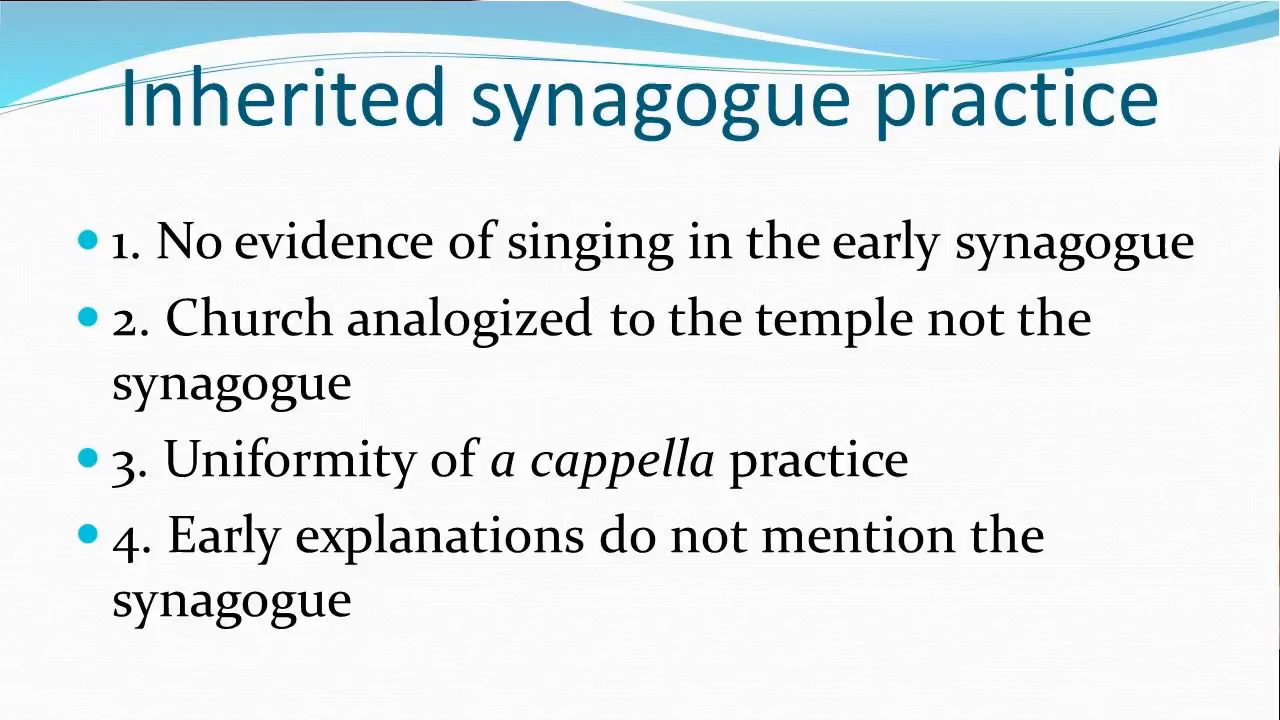 Inherited synagogue practice
• 1. No evidence of singing in the early synagogue
• 2. Church analogized to the temple not the
synagogue
• 3. Uniformity of a cappella practice
• 4. Early explanations do not mention the
synagogue